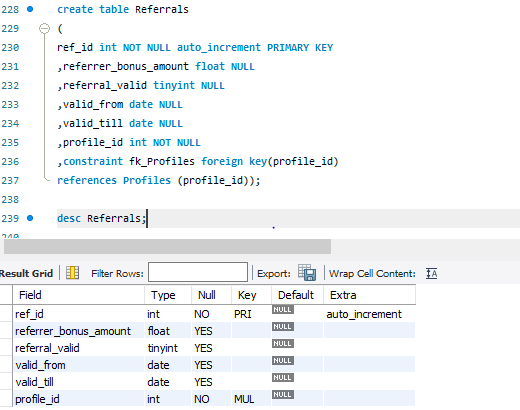 228 create table Referrals
229 (
230 ref_id int NOT NULL auto_increment PRIMARY KEY
231 ,referrer_bonus_amount float NULL
232 ,referral_valid tinyint NULL
233 ,valid_from date NULL
234 ,valid_till date NULL
235 ,profile_id int NOT NULL
236 ,constraint fk_Profiles foreign key(profile_id)
237 references Profiles (profile_id));
238
239 desc Referrals;
240
Result Grid Filter Rows: Export: Wrap Cell Content: IA
Field Type Null Key Default Extra
ref_id int NO PRI NULL auto_increment
referrer_bonus_amount float YES NULL
referral_valid tinyint YES NULL
valid_from date YES NULL
valid_till date YES NULL
profile_id int NO MUL NULL